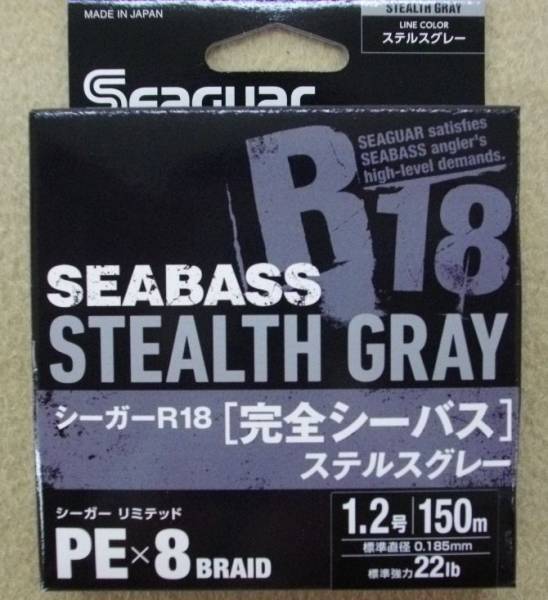 MADE IN JAPAN
STEALTH GRAY
LINE COLOR
ステルスグレー
Seaguar
R18
SEAGUAR satisfies
SEABASS angler's
high-level demands.
SEABASS
STEALTH GRAY
シーガーR18 [完全シーバス]
ステルスグレー
シーガー リミテッド
PE×8 BRAID
1.2号 150m
標準直径 0.185mm
標準強力 22lb